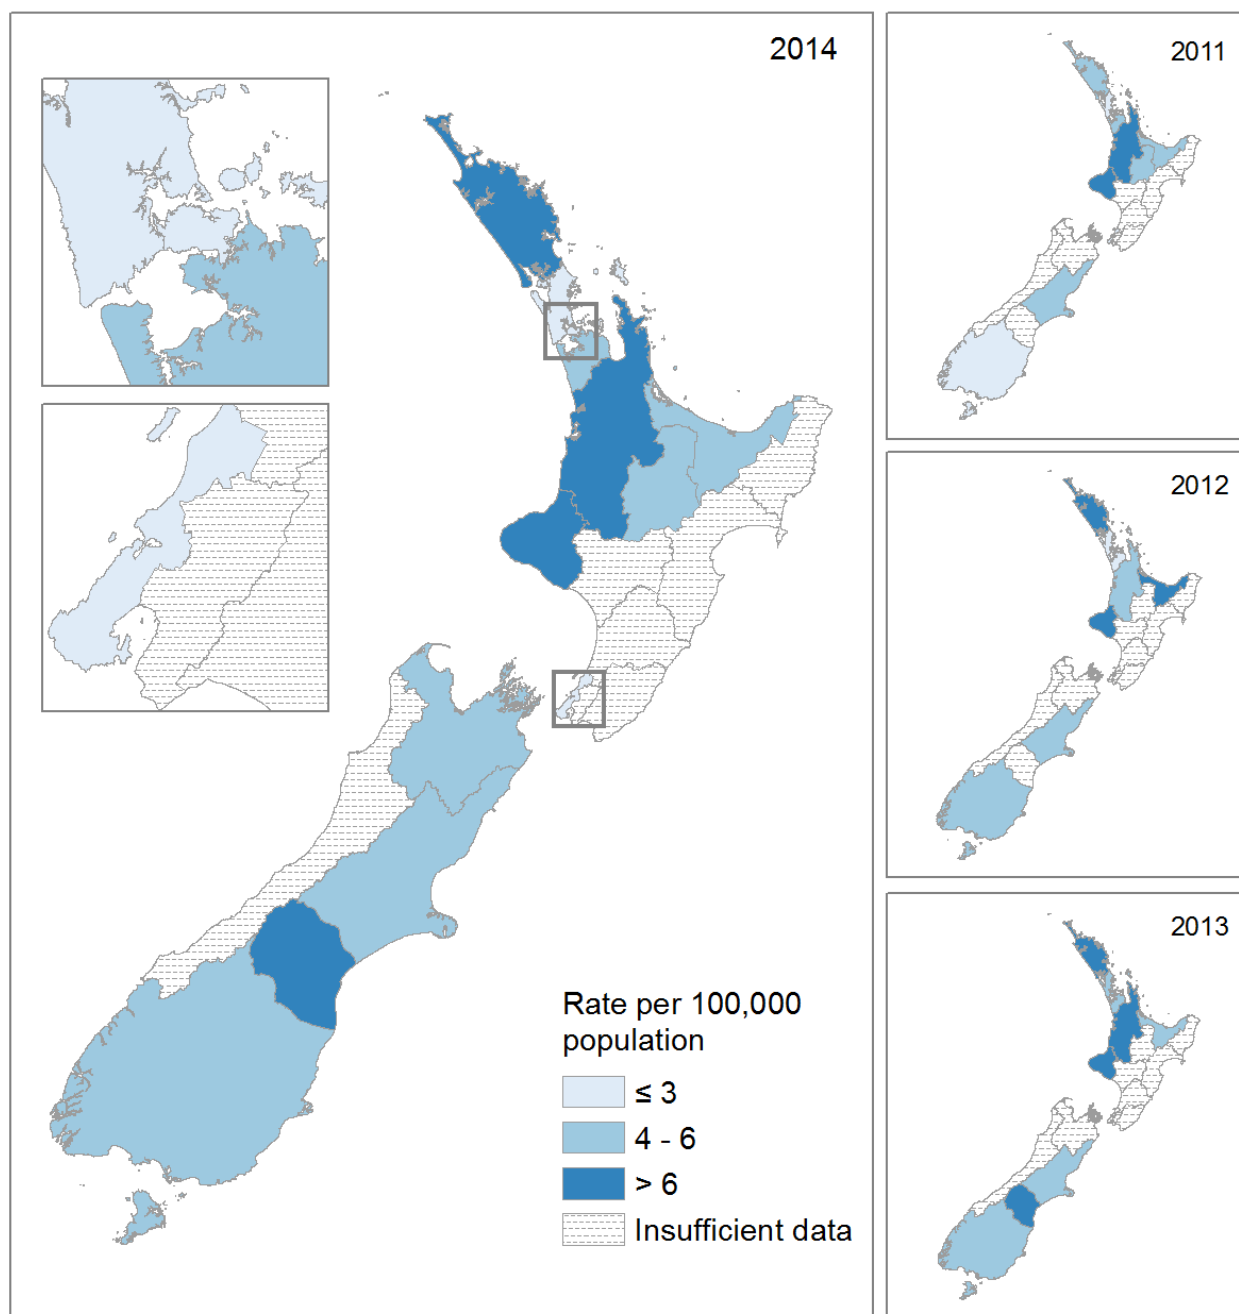 2014
2011
2012
2013
Rate per 100,000
population
≤ 3
4 - 6
> 6
Insufficient data